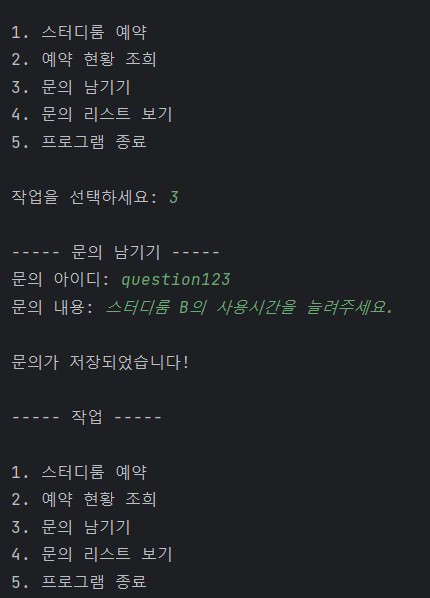 1. 스터디룸 예약
2. 예약 현황 조회
3. 문의 남기기
4. 문의 리스트 보기
5. 프로그램 종료
작업을 선택하세요: 3
----- 문의 남기기 -----
문의 아이디: question123
문의 내용: 스터디룸 B의 사용시간을 늘려주세요.
문의가 저장되었습니다!
----- 작업 -----
1. 스터디룸 예약
2. 예약 현황 조회
3. 문의 남기기
4. 문의 리스트 보기
5. 프로그램 종료